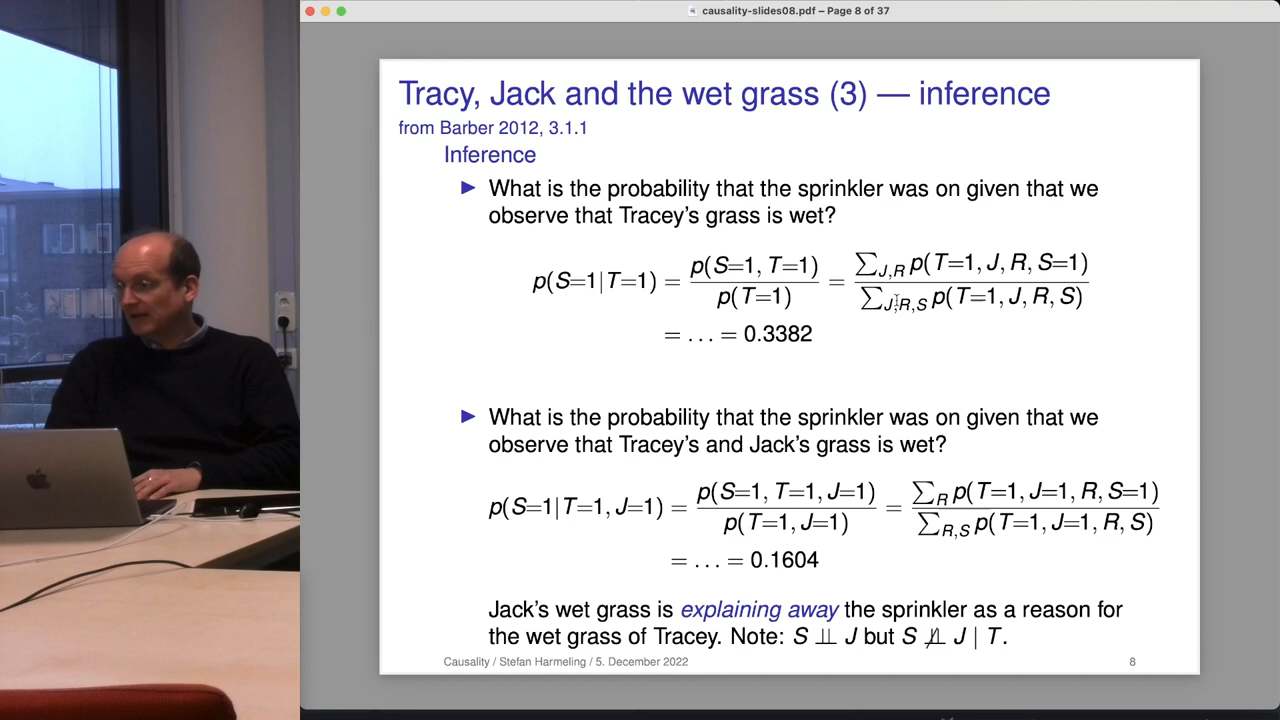 causality-slides08.pdf – Page 8 of 37
Tracy, Jack and the wet grass (3) — inference
from Barber 2012, 3.1.1
Inference
▶ What is the probability that the sprinkler was on given that we
observe that Tracey's grass is wet?
p(S=1|T=1) = p(S=1, T=1) / p(T=1) = ∑_{J,R} p(T=1, J, R, S=1) / ∑_{J,R,S} p(T=1, J, R, S)
= . . . = 0.3382
▶ What is the probability that the sprinkler was on given that we
observe that Tracey's and Jack's grass is wet?
p(S=1|T=1, J=1) = p(S=1, T=1, J=1) / p(T=1, J=1) = ∑_R p(T=1, J=1, R, S=1) / ∑_{R,S} p(T=1, J=1, R, S)
= . . . = 0.1604
Jack's wet grass is explaining away the sprinkler as a reason for
the wet grass of Tracey. Note: S ⫫ J but S ⫫̸ J | T.
Causality / Stefan Harmeling / 5. December 2022
8